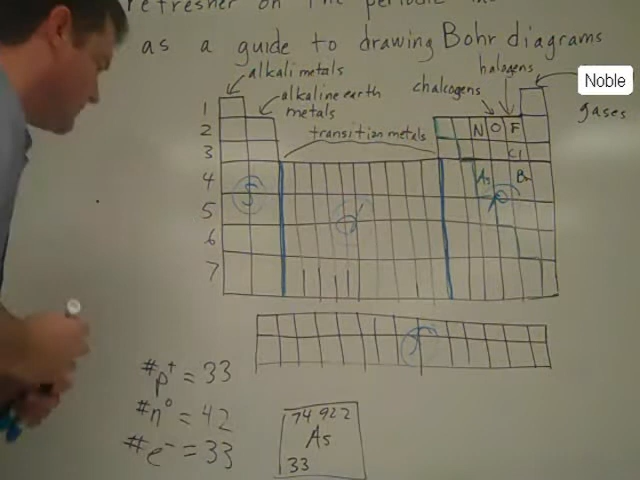 refresher on the periodic
as a guide to drawing Bohr diagrams
alkali metals
halogens
chalcogens
Noble
gases
alkaline earth
metals
transition metals
1
2 N O F
3 Cl
4 As Br
5
6
7
s
d
p
f
#p⁺ = 33
#n⁰ = 42
#e⁻ = 33
74.922
As
33